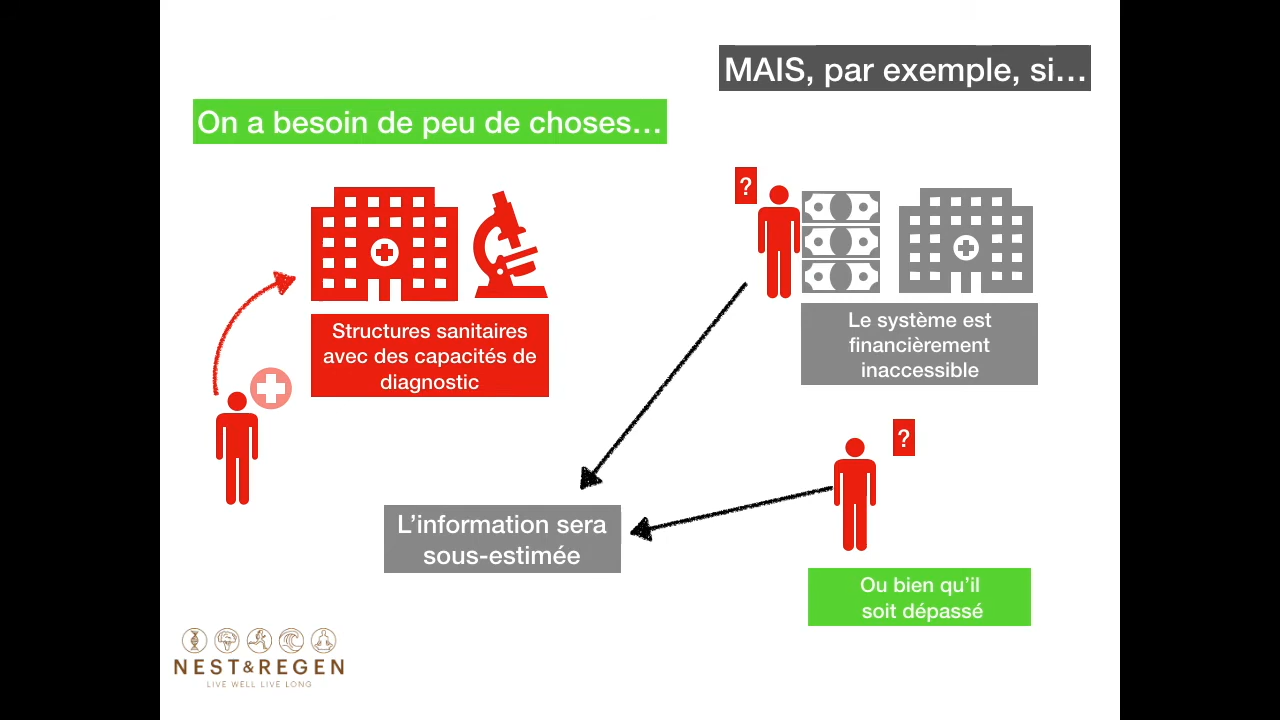 MAIS, par exemple, si...
On a besoin de peu de choses...
?
Structures sanitaires
avec des capacités de
diagnostic
Le système est
financièrement
inaccessible
?
L’information sera
sous-estimée
Ou bien qu’il
soit dépassé
NEST&REGEN
LIVE WELL LIVE LONG